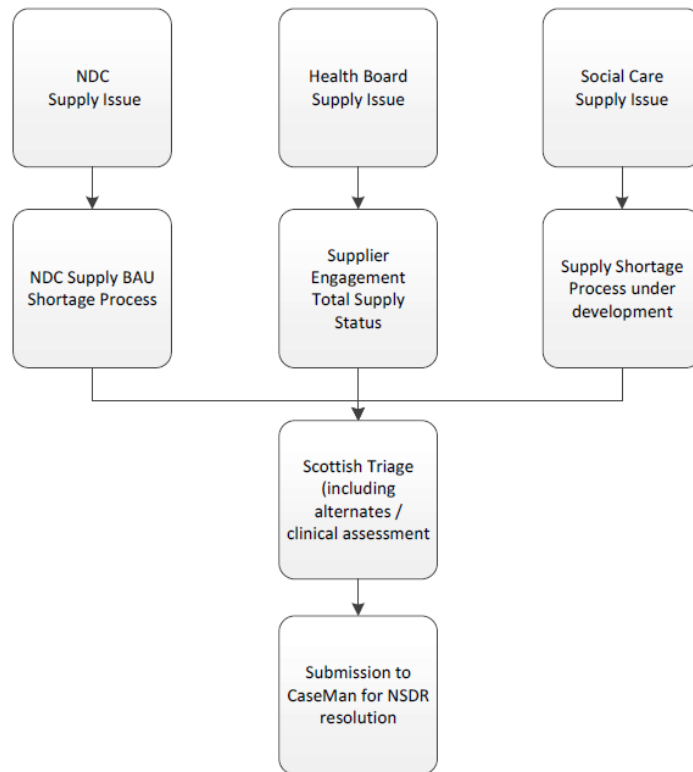 NDC
Supply Issue
Health Board
Supply Issue
Social Care
Supply Issue
NDC Supply BAU
Shortage Process
Supplier
Engagement
Total Supply
Status
Supply Shortage
Process under
development
Scottish Triage
(including
alternates /
clinical assessment
Submission to
CaseMan for NSDR
resolution